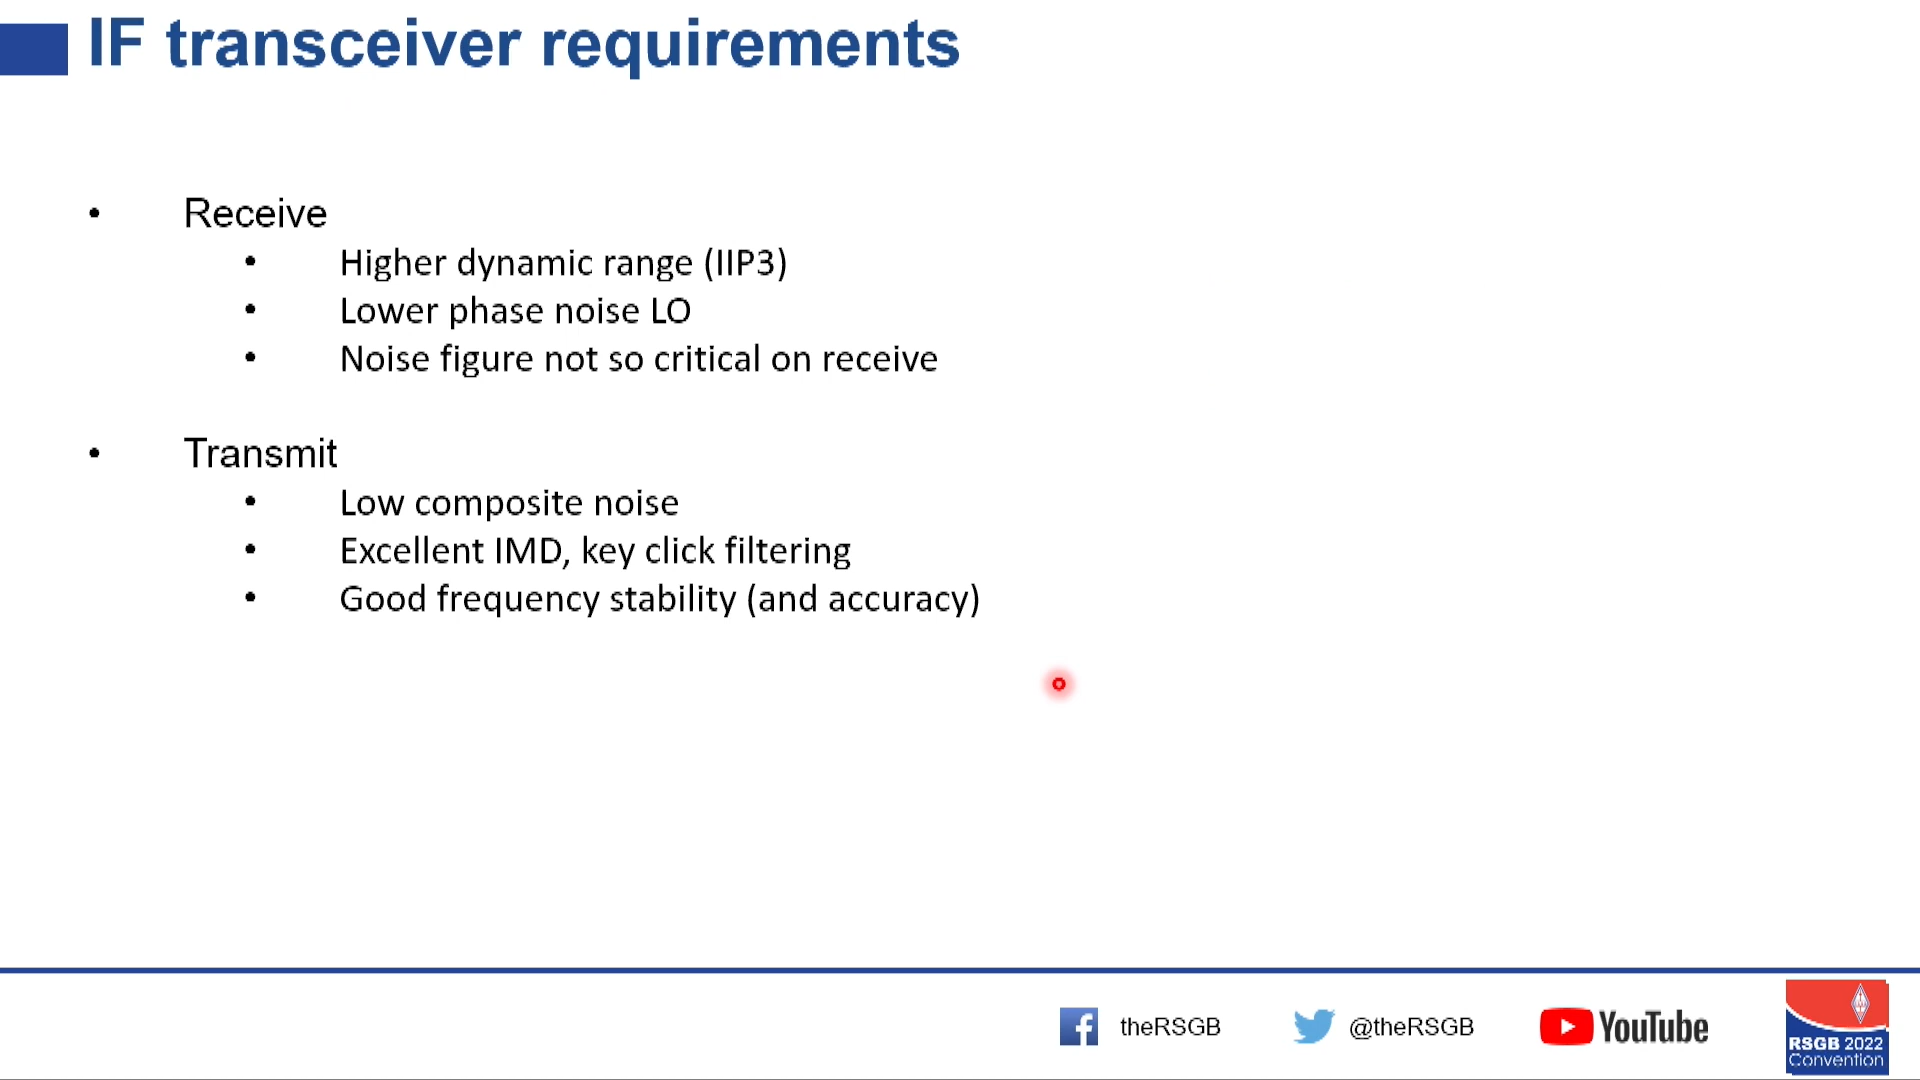 IF transceiver requirements
• Receive
• Higher dynamic range (IIP3)
• Lower phase noise LO
• Noise figure not so critical on receive
• Transmit
• Low composite noise
• Excellent IMD, key click filtering
• Good frequency stability (and accuracy)
theRSGB
@theRSGB
YouTube
RSGB 2022
Convention